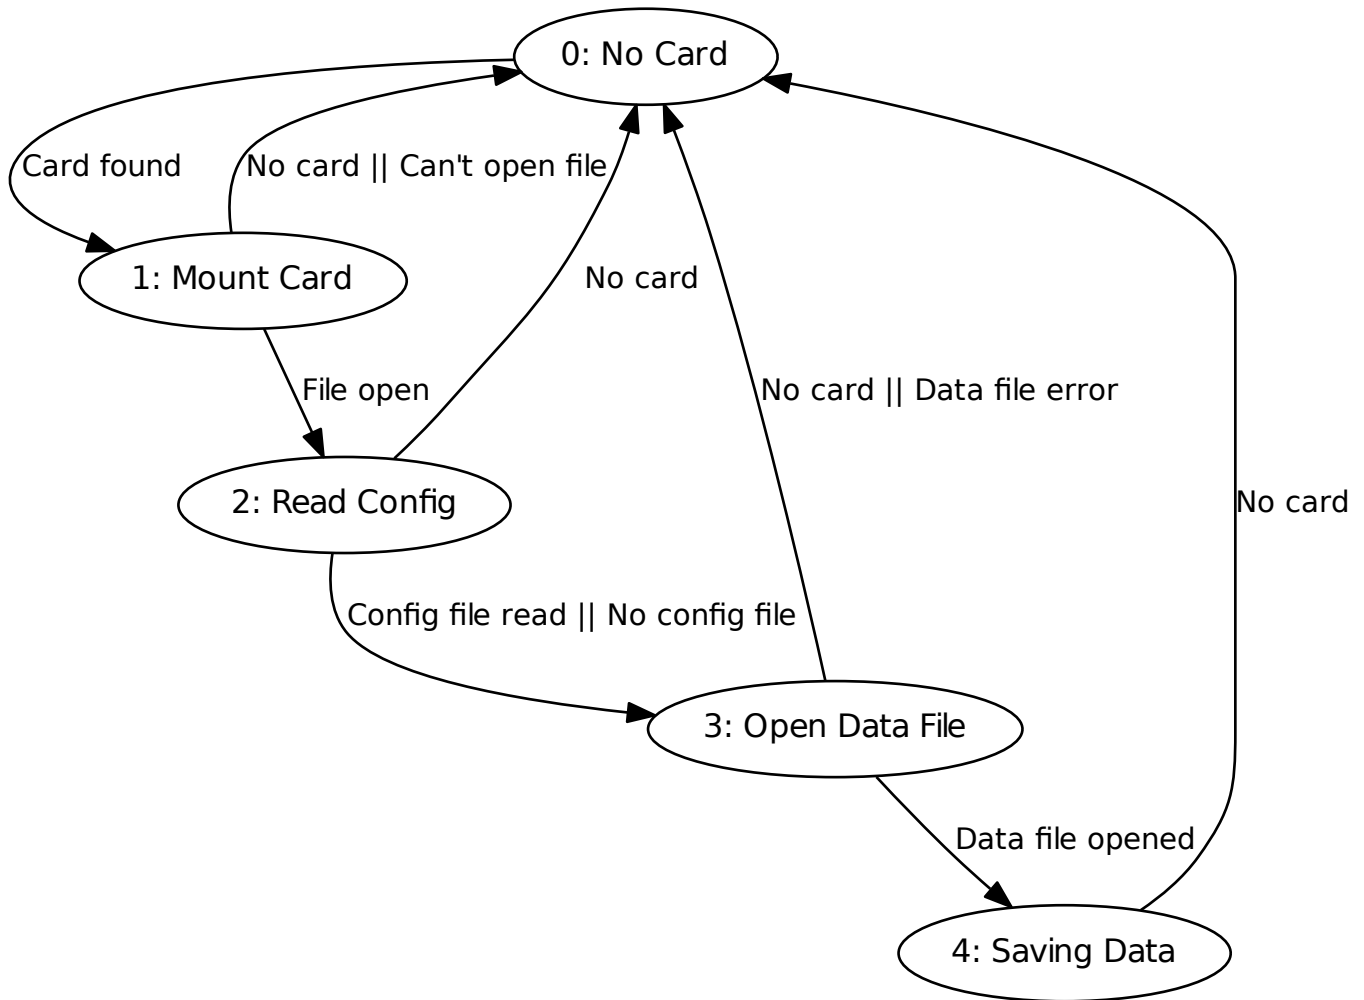 0: No Card
Card found
No card || Can't open file
1: Mount Card
No card
File open
No card || Data file error
2: Read Config
No card
Config file read || No config file
3: Open Data File
Data file opened
4: Saving Data